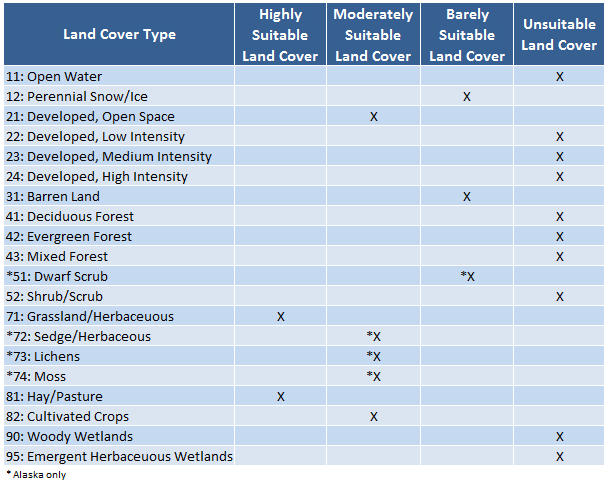 Land Cover Type Highly Suitable Land Cover Moderately Suitable Land Cover Barely Suitable Land Cover Unsuitable Land Cover
11: Open Water X
12: Perennial Snow/Ice X
21: Developed, Open Space X
22: Developed, Low Intensity X
23: Developed, Medium Intensity X
24: Developed, High Intensity X
31: Barren Land X
41: Deciduous Forest X
42: Evergreen Forest X
43: Mixed Forest X
*51: Dwarf Scrub *X
52: Shrub/Scrub X
71: Grassland/Herbaceuous X
*72: Sedge/Herbaceous *X
*73: Lichens *X
*74: Moss *X
81: Hay/Pasture X
82: Cultivated Crops X
90: Woody Wetlands X
95: Emergent Herbaceuous Wetlands X
* Alaska only